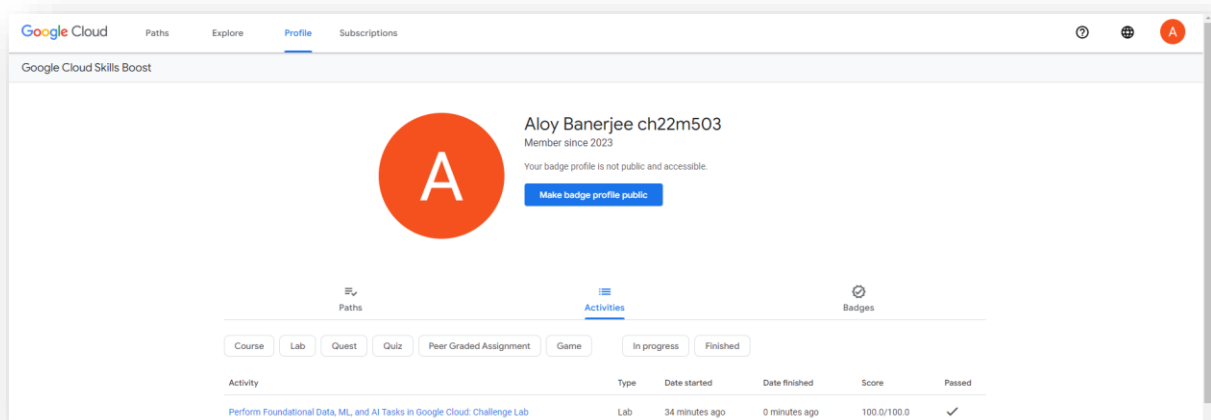 Google Cloud Paths Explore Profile Subscriptions A
Google Cloud Skills Boost
A
Aloy Banerjee ch22m503
Member since 2023
Your badge profile is not public and accessible.
Make badge profile public
Paths Activities Badges
Course Lab Quest Quiz Peer Graded Assignment Game In progress Finished
Activity Type Date started Date finished Score Passed
Perform Foundational Data, ML, and AI Tasks in Google Cloud: Challenge Lab Lab 34 minutes ago 0 minutes ago 100.0/100.0